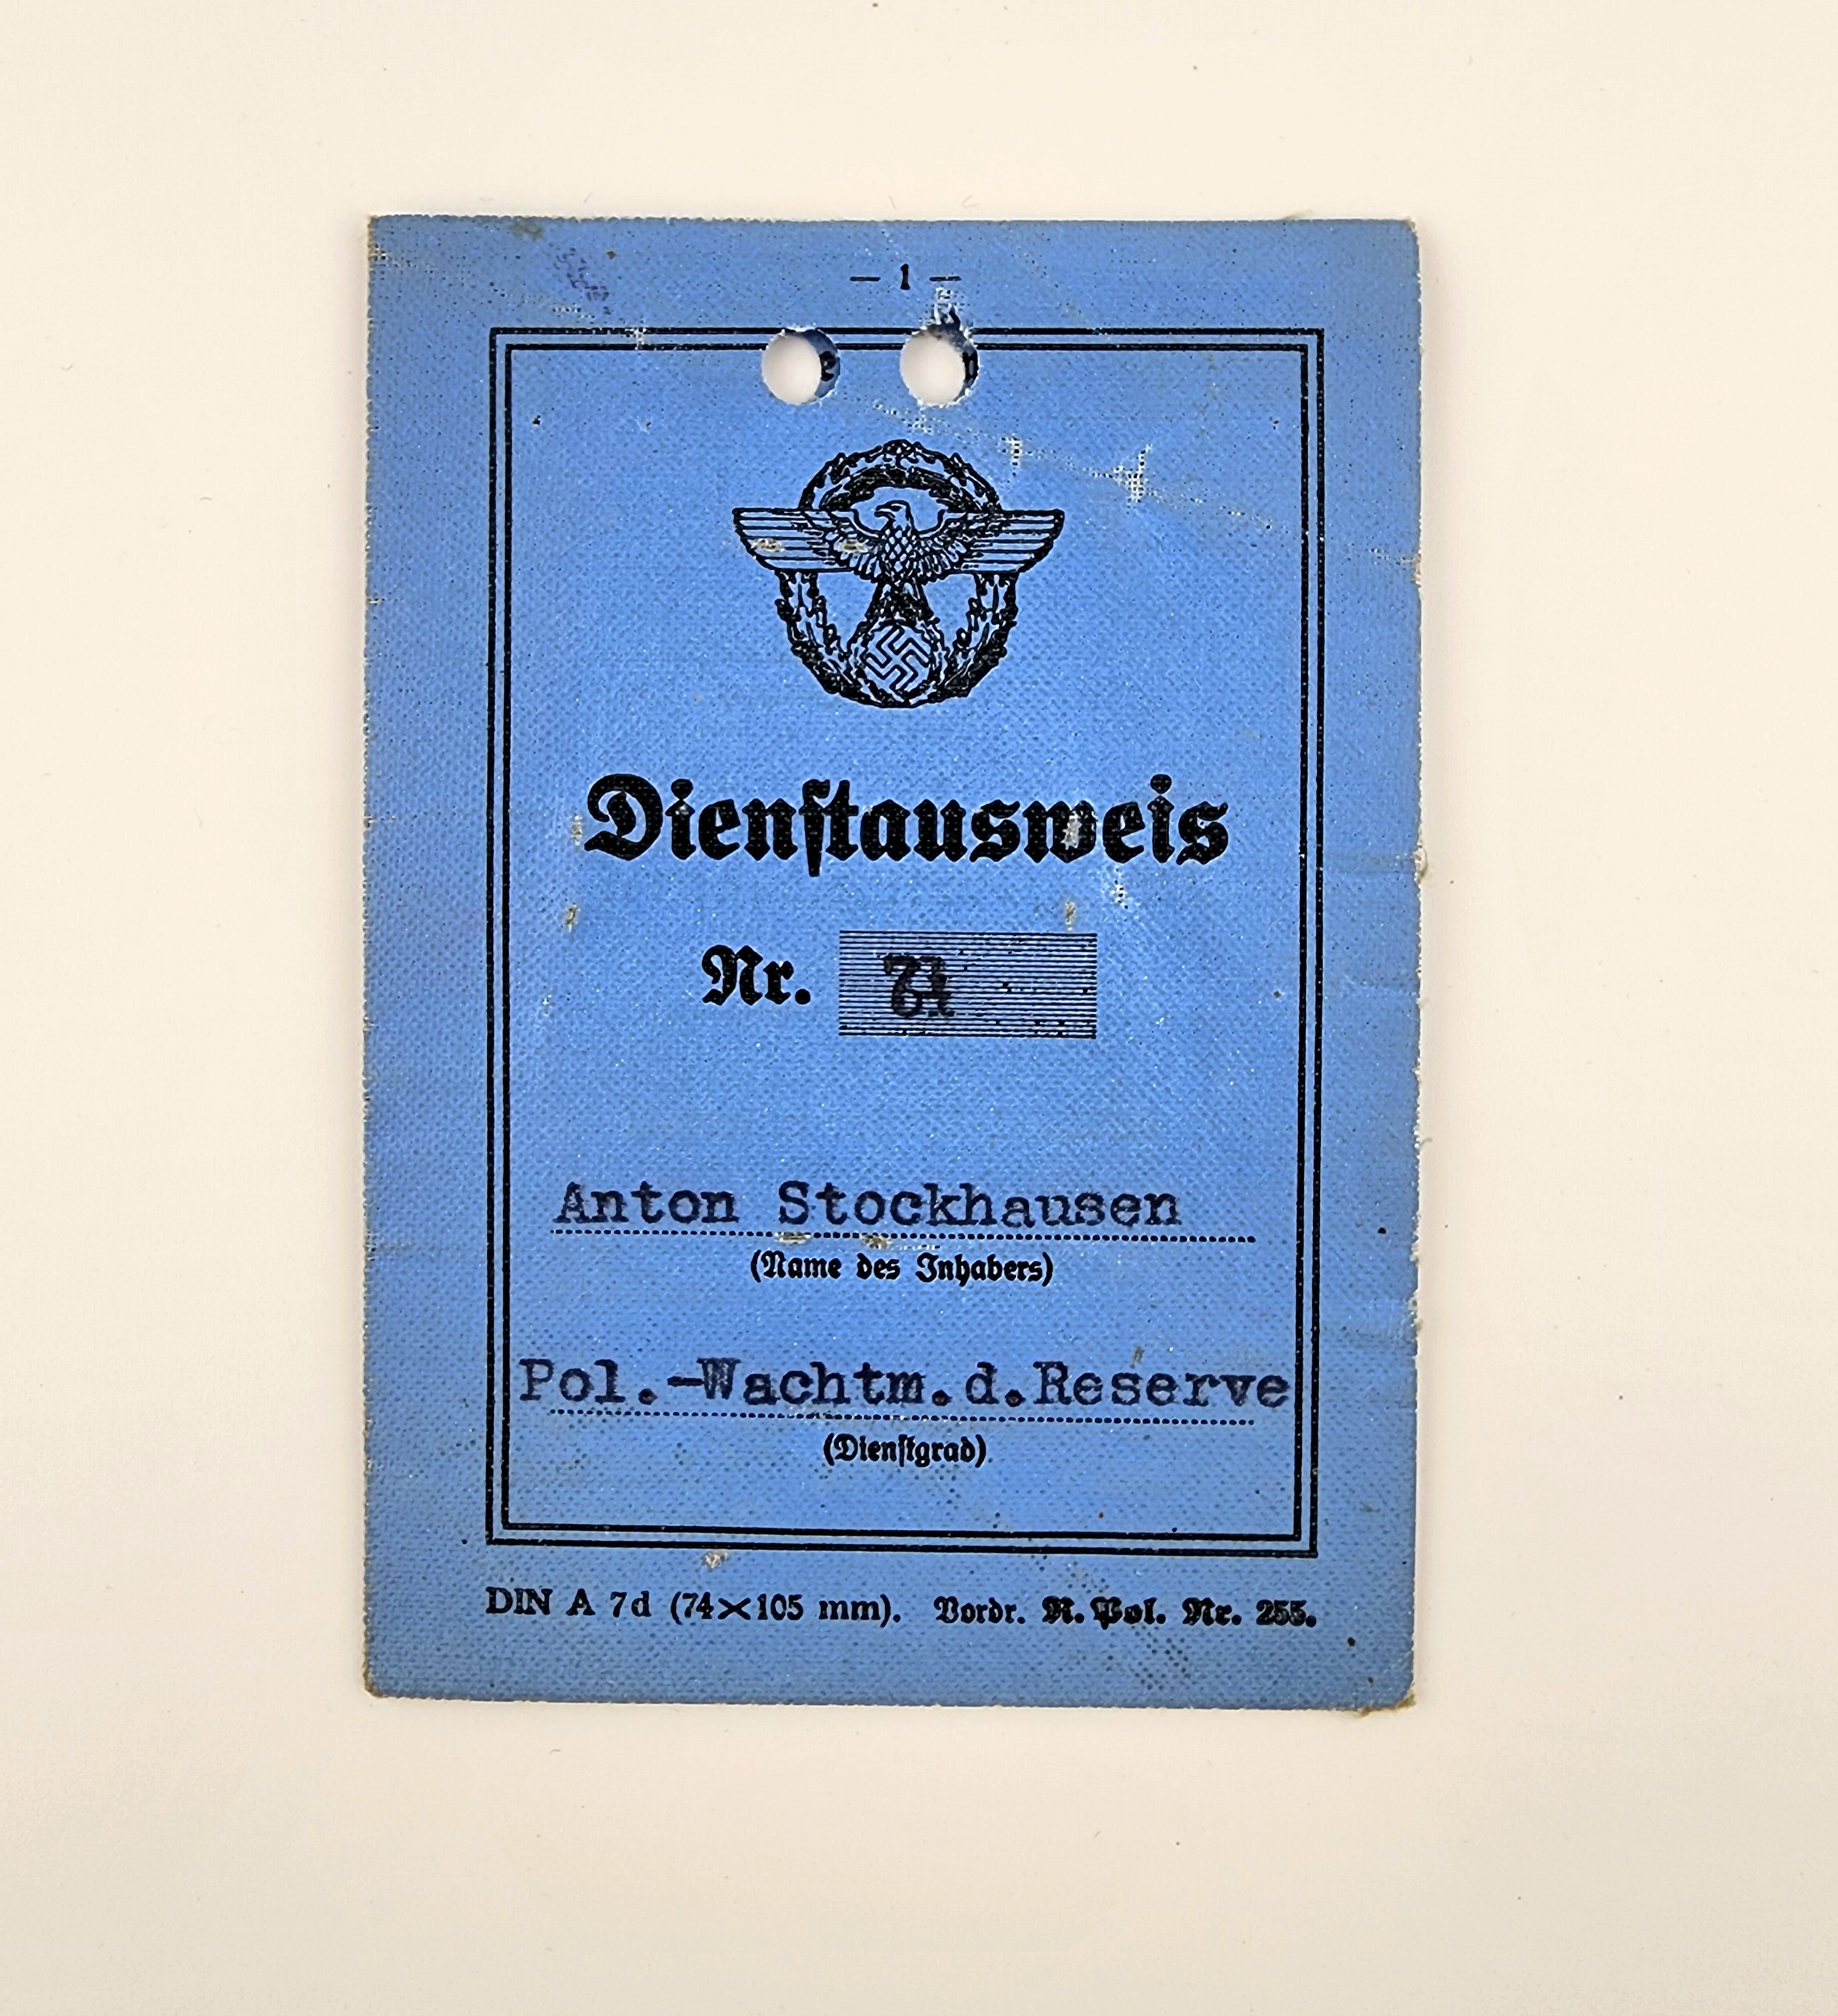 — 1 —
Dienſtausweis
Nr.
Anton Stockhausen
(Name des Inhabers)
Pol.-Wachtm.d.Reserve
(Dienſtgrad)
DIN A 7d (74×105 mm). Vordr. R. Pol. Nr. 255.